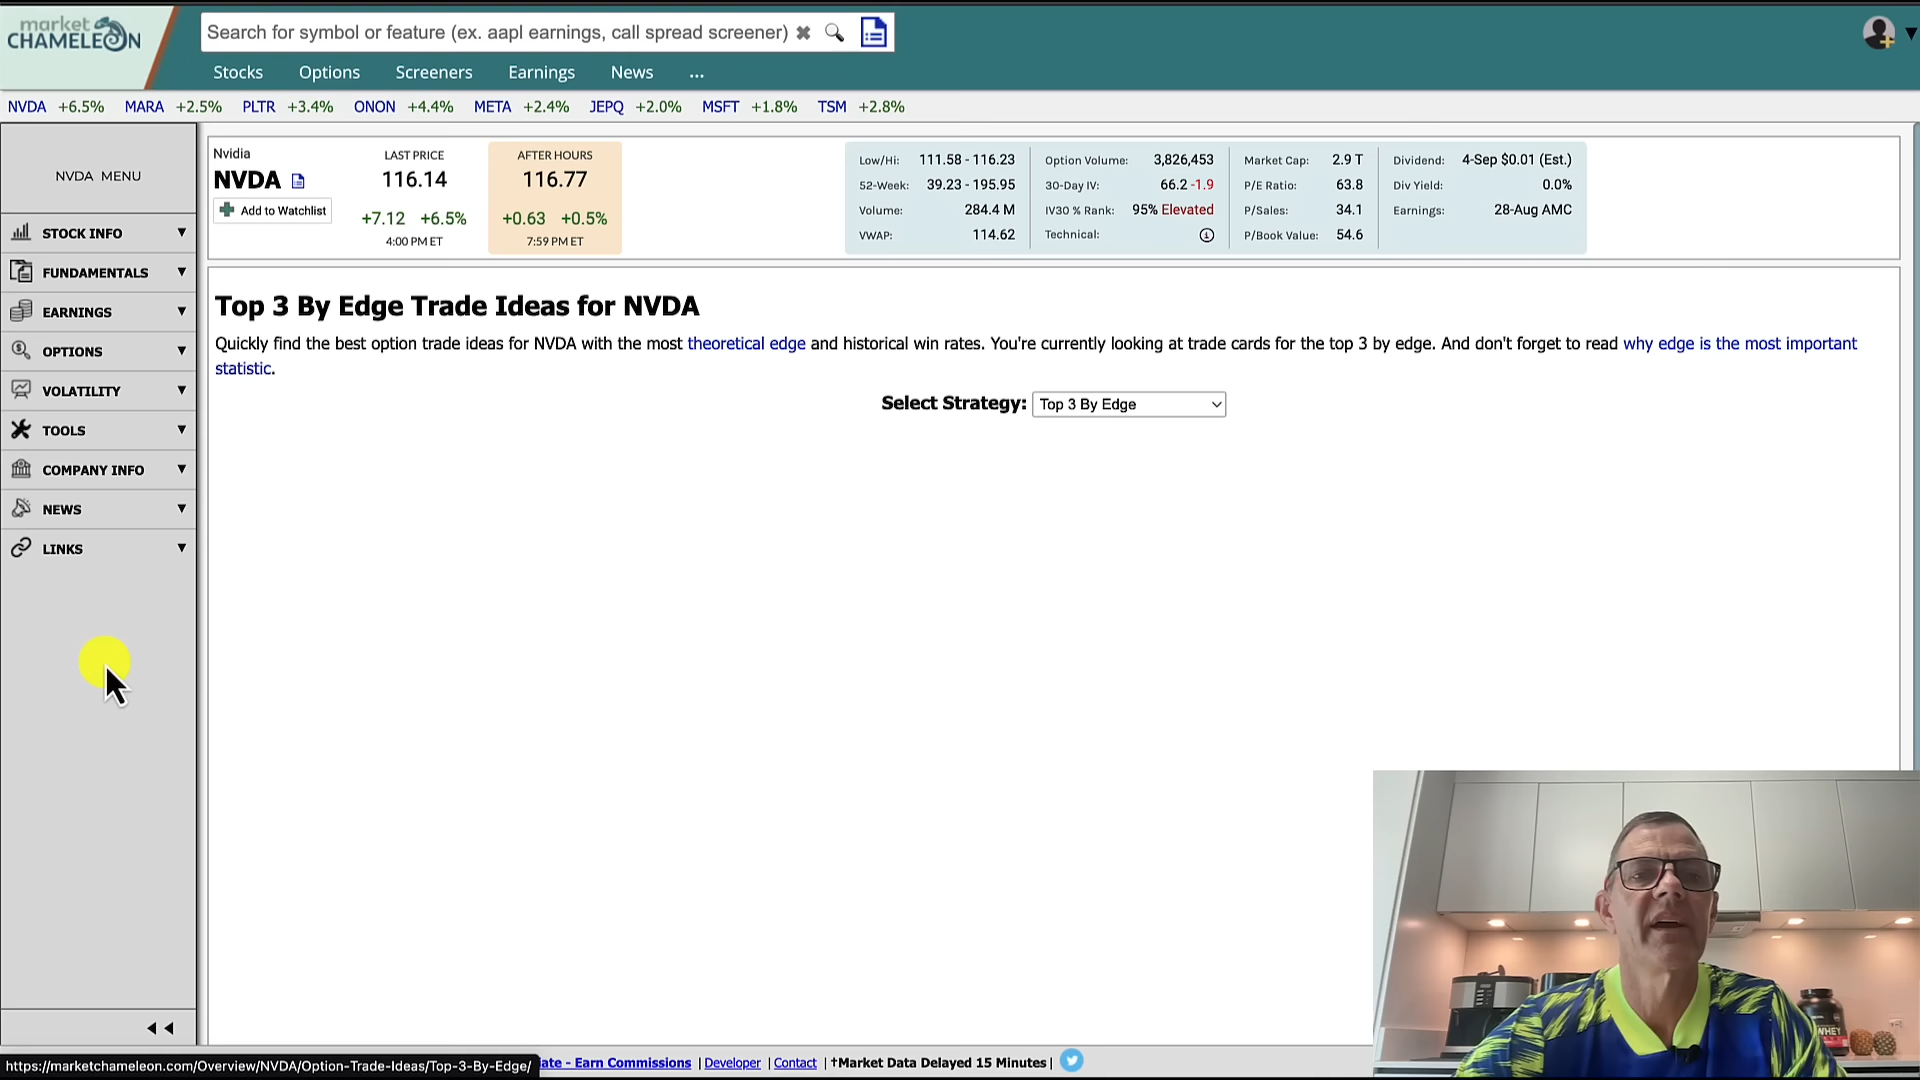 market
CHAMELEON
Search for symbol or feature (ex. aapl earnings, call spread screener)
Stocks Options Screeners Earnings News ...
NVDA +6.5% MARA +2.5% PLTR +3.4% ONON +4.4% META +2.4% JEPQ +2.0% MSFT +1.8% TSM +2.8%
NVDA MENU
STOCK INFO
FUNDAMENTALS
EARNINGS
OPTIONS
VOLATILITY
TOOLS
COMPANY INFO
NEWS
LINKS
Nvidia
NVDA
Add to Watchlist
LAST PRICE
116.14
+7.12 +6.5%
4:00 PM ET
AFTER HOURS
116.77
+0.63 +0.5%
7:59 PM ET
Low/Hi: 111.58 - 116.23
52-Week: 39.23 - 195.95
Volume: 284.4 M
VWAP: 114.62
Option Volume: 3,826,453
30-Day IV: 66.2 -1.9
IV30 % Rank: 95% Elevated
Technical:
Market Cap: 2.9 T
P/E Ratio: 63.8
P/Sales: 34.1
P/Book Value: 54.6
Dividend: 4-Sep $0.01 (Est.)
Div Yield: 0.0%
Earnings: 28-Aug AMC
Top 3 By Edge Trade Ideas for NVDA
Quickly find the best option trade ideas for NVDA with the most theoretical edge and historical win rates. You're currently looking at trade cards for the top 3 by edge. And don't forget to read why edge is the most important
statistic.
Select Strategy: Top 3 By Edge
WHEY
https://marketchameleon.com/Overview/NVDA/Option-Trade-Ideas/Top-3-By-Edge/
ate - Earn Commissions | Developer | Contact | †Market Data Delayed 15 Minutes |